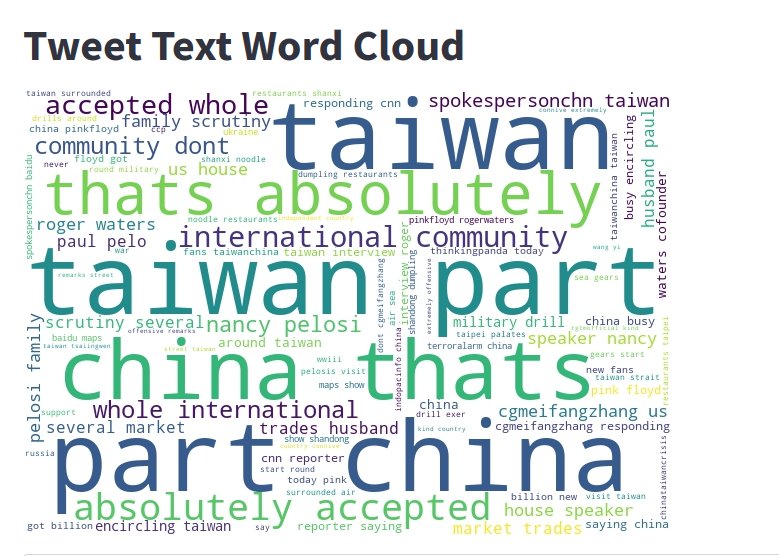 Tweet Text Word Cloud
taiwan surrounded
restaurants shanxi
accepted whole
responding cnn
spokespersonchn taiwan
connive extremely
drills around
family scrutiny
taiwan
china pinkfloyd
ccp
ukraine
community dont
never
floyd got
shanxi noodle
round military
us house
dumpling restaurants
thats absolutely
taiwanchina taiwan
busy encircling
husband paul
waters cofounder
spokespersonchn baidu
noodle restaurants
independent country
pinkfloyd rogerwaters
roger waters
paul pelo
international community
war
fans taiwanchina
taiwan interview
thinkingpanda today
wang yi
taiwan part
remarks street
sea gears
dont cgmeifangzhang
air sea
interview roger
shandong dumpling
extremely offensive
scrutiny several
nancy pelosi
offensive remarks
military drill
china busy
tgtmofficial kind
baidu maps
around taiwan
taipei palates
speaker nancy
taiwan tsaiingwen
street taiwan
terroralarm china
gears start
china thats
wwiii
pelosis visit
maps show
indopacinfo china
new fans
taiwan strait
pink floyd
restaurants taipei
pelosi family
support
whole international
china
drill exer
cgmeifangzhang us
several market
trades husband
kind country
cgmeifangzhang responding
part china
show shandong
country connive
russia
cnn reporter
start round
today pink
surrounded air
chinataiwancrisis
absolutely accepted
billion new
visit taiwan
house speaker
got billion
encircling taiwan
say
reporter saying
market trades
saying china